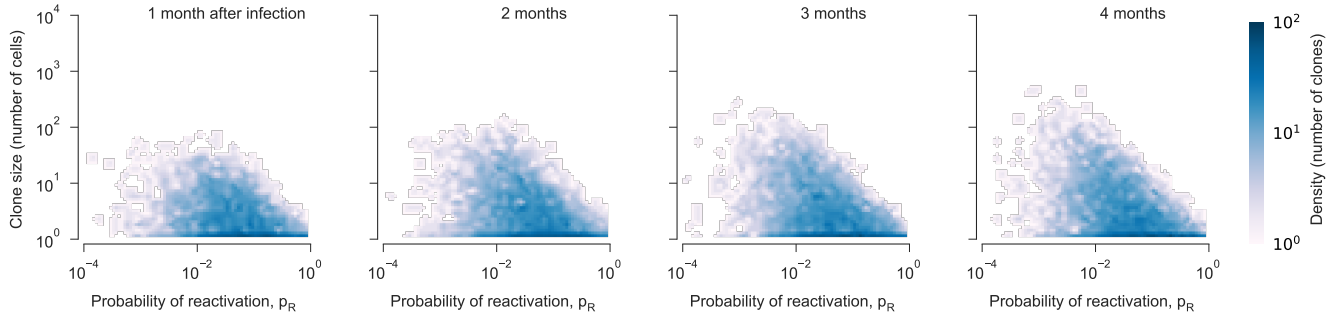 1 month after infection
2 months
3 months
4 months
Clone size (number of cells)
10^4
10^3
10^2
10^1
10^0
10^−4
10^−2
10^0
10^−4
10^−2
10^0
10^−4
10^−2
10^0
10^−4
10^−2
10^0
Probability of reactivation, p_R
Probability of reactivation, p_R
Probability of reactivation, p_R
Probability of reactivation, p_R
10^2
10^1
10^0
Density (number of clones)